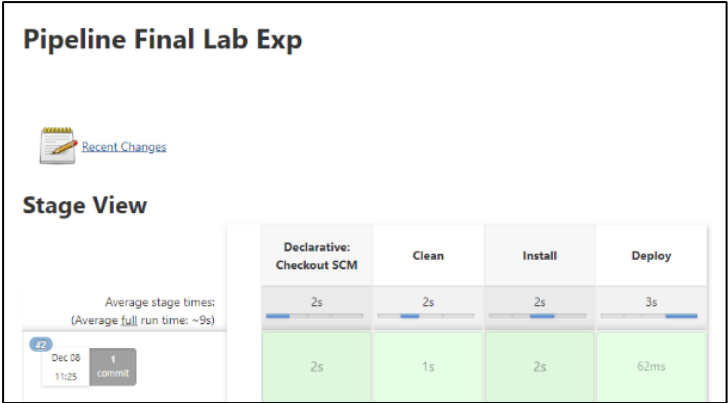 Pipeline Final Lab Exp
Recent Changes
Stage View
Declarative:
Checkout SCM
Clean
Install
Deploy
Average stage times:
(Average full run time: ~9s)
2s
2s
2s
3s
#2
Dec 08
11:25
1
commit
2s
1s
2s
62ms